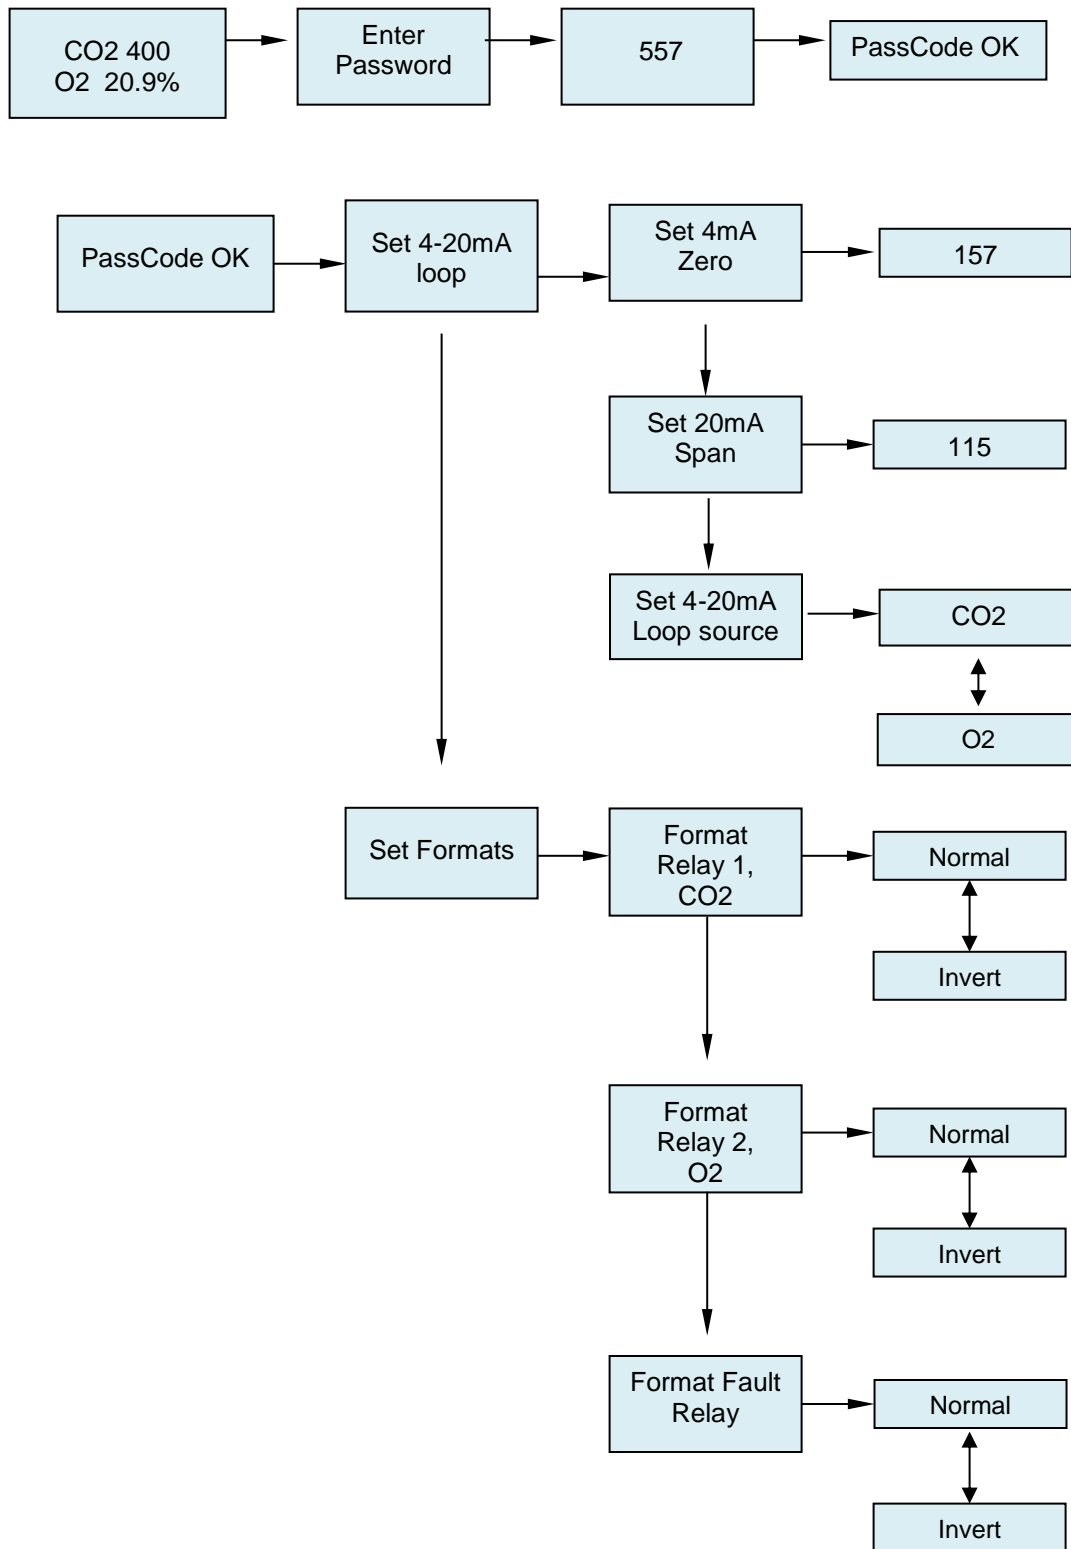 CO2 400
O2  20.9%
Enter
Password
557
PassCode OK
PassCode OK
Set 4-20mA
loop
Set 4mA
Zero
157
Set 20mA
Span
115
Set 4-20mA
Loop source
CO2
O2
Set Formats
Format
Relay 1,
CO2
Normal
Invert
Format
Relay 2,
O2
Normal
Invert
Format Fault
Relay
Normal
Invert